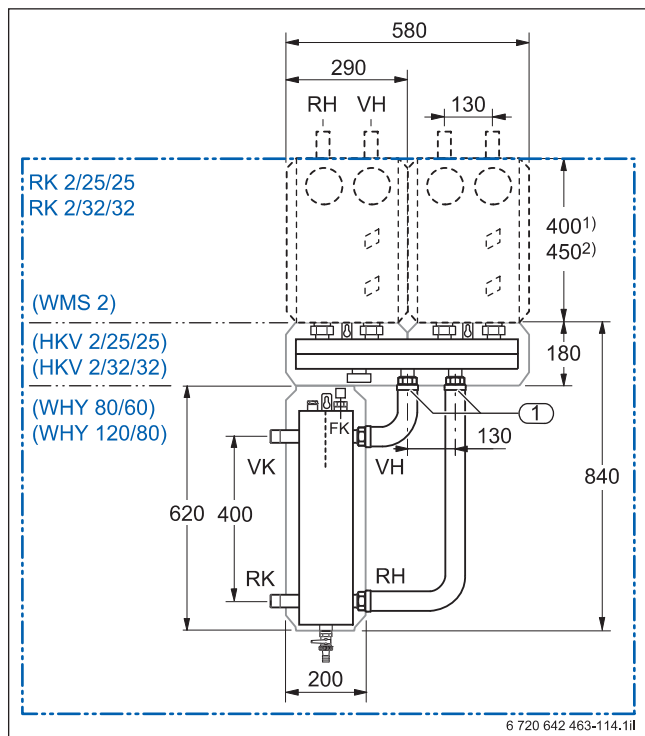 580
290
RH VH 130
RK 2/25/25
RK 2/32/32
400¹⁾
450²⁾
(WMS 2)
(HKV 2/25/25)
(HKV 2/32/32)
180
(WHY 80/60)
(WHY 120/80)
1
FK
130
VK VH
620 400 840
RK RH
200
6 720 642 463-114.1il